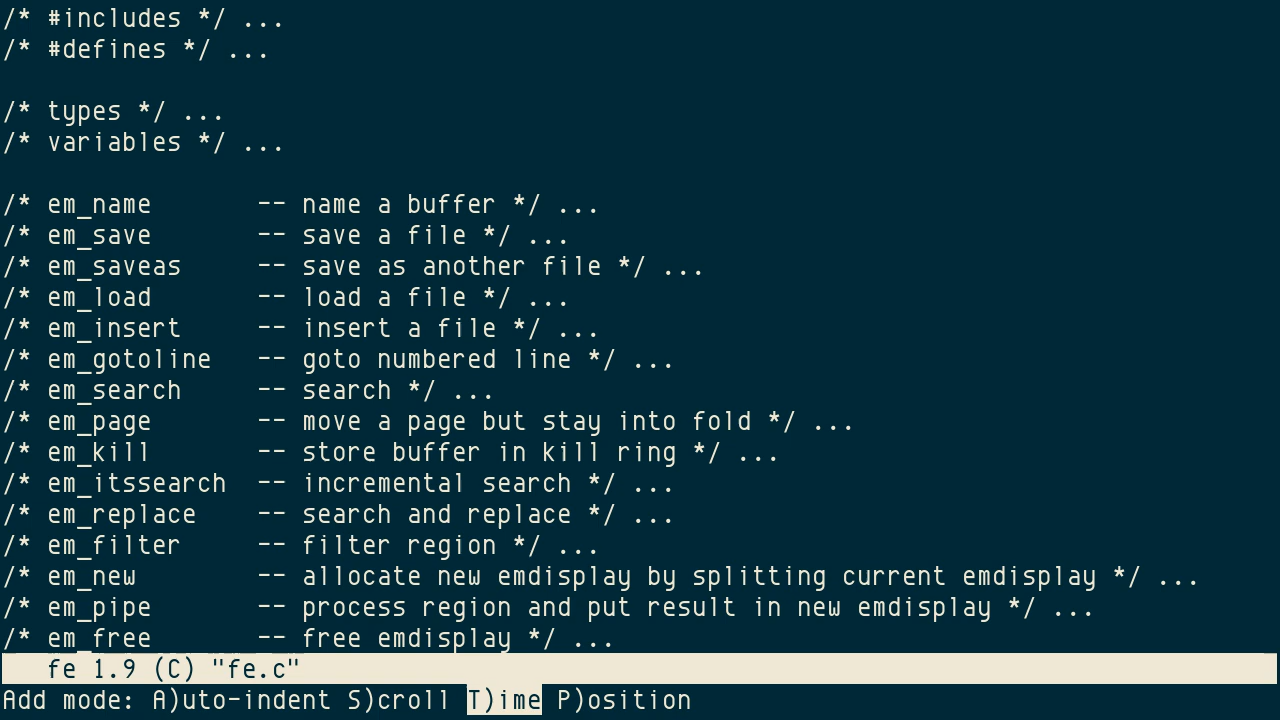 /* #includes */ ...
/* #defines */ ...
/* types */ ...
/* variables */ ...
/* em_name       -- name a buffer */ ...
/* em_save       -- save a file */ ...
/* em_saveas     -- save as another file */ ...
/* em_load       -- load a file */ ...
/* em_insert     -- insert a file */ ...
/* em_gotoline   -- goto numbered line */ ...
/* em_search     -- search */ ...
/* em_page       -- move a page but stay into fold */ ...
/* em_kill       -- store buffer in kill ring */ ...
/* em_itssearch  -- incremental search */ ...
/* em_replace    -- search and replace */ ...
/* em_filter     -- filter region */ ...
/* em_new        -- allocate new emdisplay by splitting current emdisplay */ ...
/* em_pipe       -- process region and put result in new emdisplay */ ...
/* em_free       -- free emdisplay */ ...
fe 1.9 (C) "fe.c"
Add mode: A)uto-indent S)croll T)ime P)osition